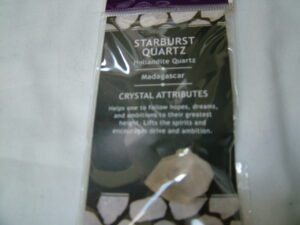 STARBURST
QUARTZ
Hollandite Quartz
Madagascar
CRYSTAL ATTRIBUTES
Helps one to follow hopes, dreams,
and ambitions to their greatest
height. Lifts the spirits and
encourages drive and ambition.